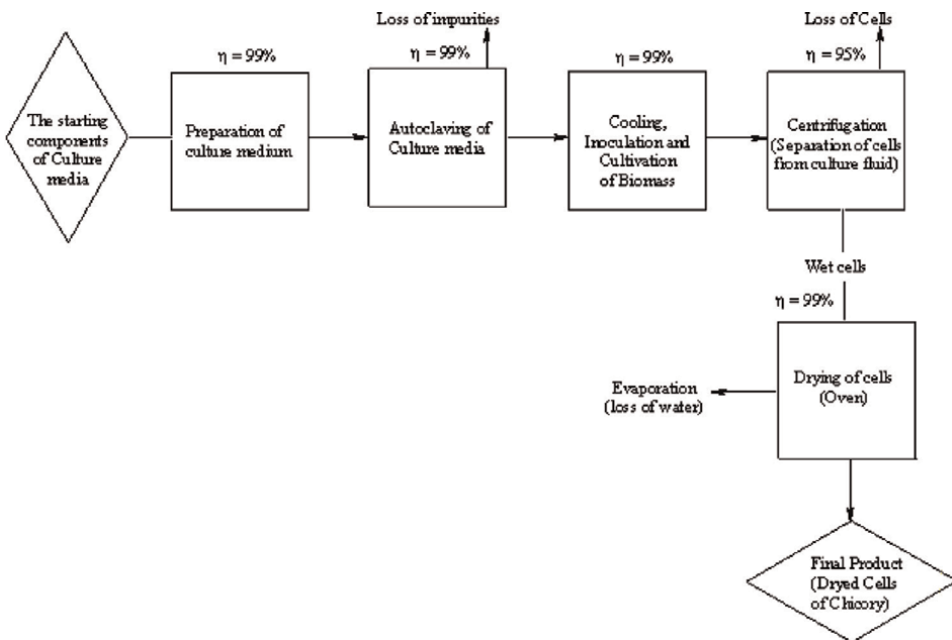 Loss of impurities
Loss of Cells
η = 99%
η = 99%
η = 99%
η = 95%
The starting
components
of Culture
media
Preparation of
culture medium
Autoclaving of
Culture media
Cooling,
Inoculation and
Cultivation
of Biomass
Centrifugation
(Separation of cells
from culture fluid)
Wet cells
η = 99%
Drying of cells
(Oven)
Evaporation
(loss of water)
Final Product
(Dryed Cells
of Chicory)